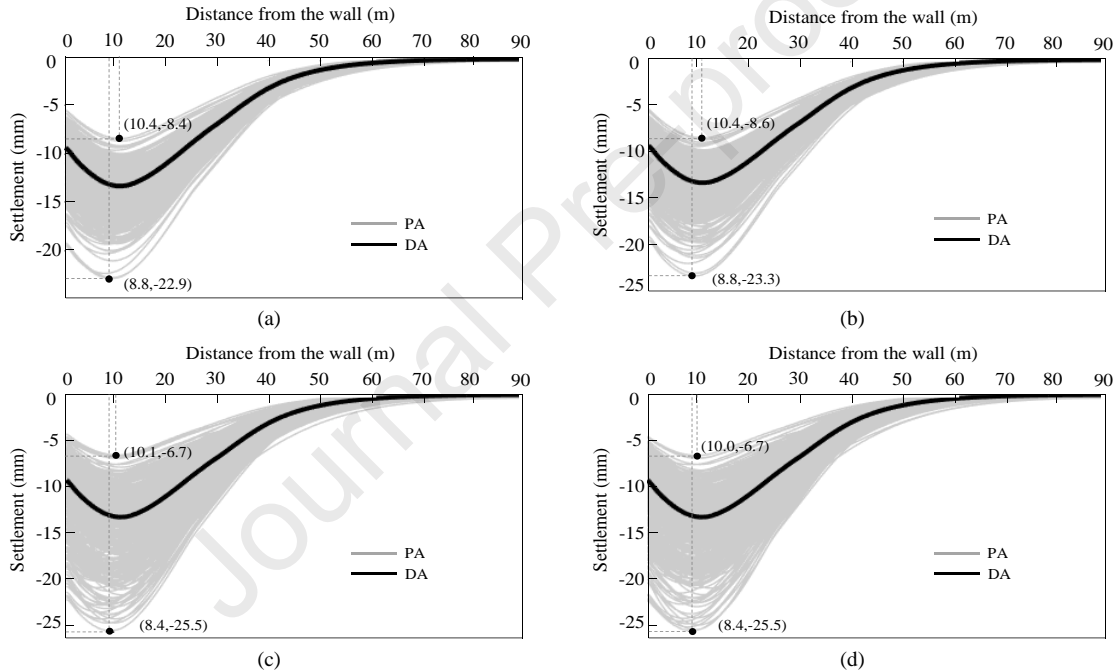 Distance from the wall (m)
0 10 20 30 40 50 60 70 80 90
0
-5
-10
-15
-20
Settlement (mm)
(10.4,-8.4)
(8.8,-22.9)
PA
DA
(a)
Distance from the wall (m)
0 10 20 30 40 50 60 70 80 90
0
-5
-10
-15
-20
-25
Settlement (mm)
(10.4,-8.6)
(8.8,-23.3)
PA
DA
(b)
Distance from the wall (m)
0 10 20 30 40 50 60 70 80 90
0
-5
-10
-15
-20
-25
Settlement (mm)
(10.1,-6.7)
(8.4,-25.5)
PA
DA
(c)
Distance from the wall (m)
0 10 20 30 40 50 60 70 80 90
0
-5
-10
-15
-20
-25
Settlement (mm)
(10.0,-6.7)
(8.4,-25.5)
PA
DA
(d)
Journal Pre-proo